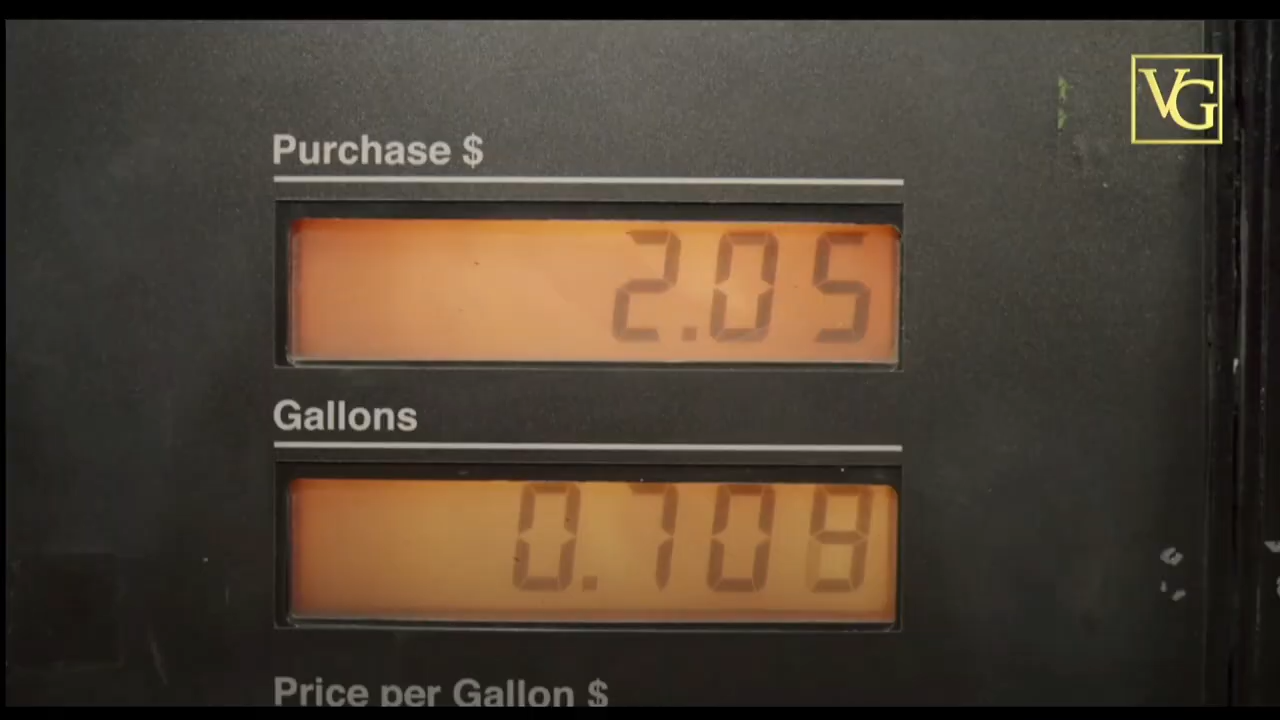 VG
Purchase $
2.05
Gallons
0.708
Price per Gallon $